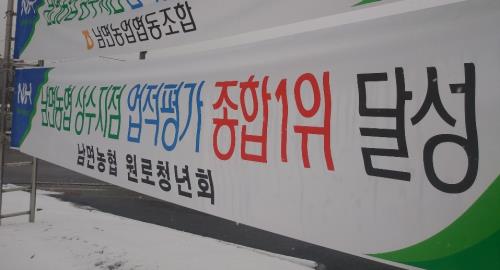 남면농업협동조합
NH
남면농협 상수지점 업적평가 종합1위 달성
남면농협 원로청년회